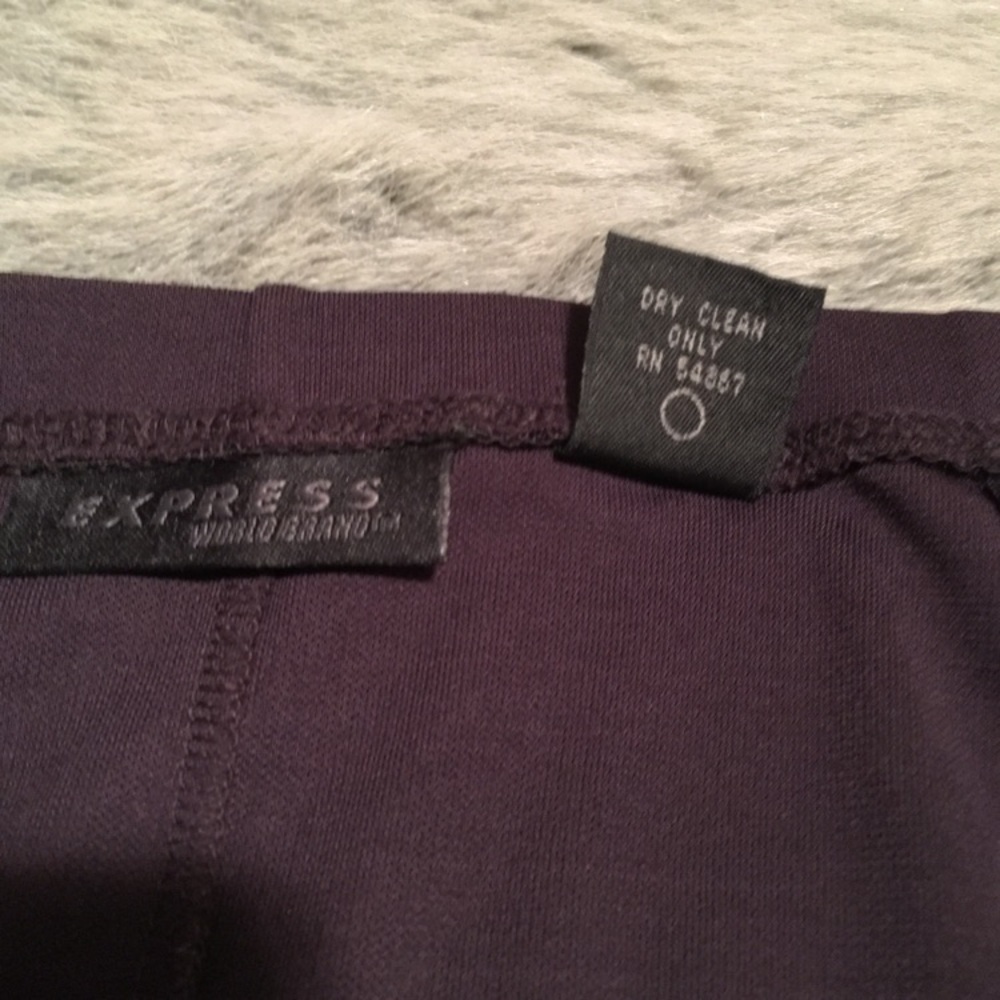 DRY CLEAN
ONLY
RN 54867
EXPRESS
WORLD BRAND